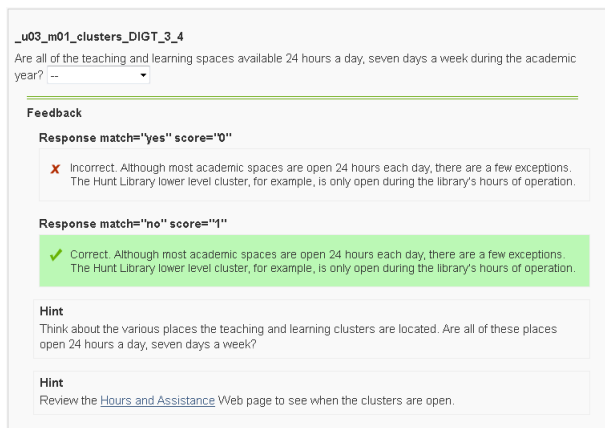 _u03_m01_clusters_DIGT_3_4
Are all of the teaching and learning spaces available 24 hours a day, seven days a week during the academic
year? --
Feedback
Response match="yes" score="0"
Incorrect. Although most academic spaces are open 24 hours each day, there are a few exceptions.
The Hunt Library lower level cluster, for example, is only open during the library's hours of operation.
Response match="no" score="1"
Correct. Although most academic spaces are open 24 hours each day, there are a few exceptions.
The Hunt Library lower level cluster, for example, is only open during the library's hours of operation.
Hint
Think about the various places the teaching and learning clusters are located. Are all of these places
open 24 hours a day, seven days a week?
Hint
Review the Hours and Assistance Web page to see when the clusters are open.